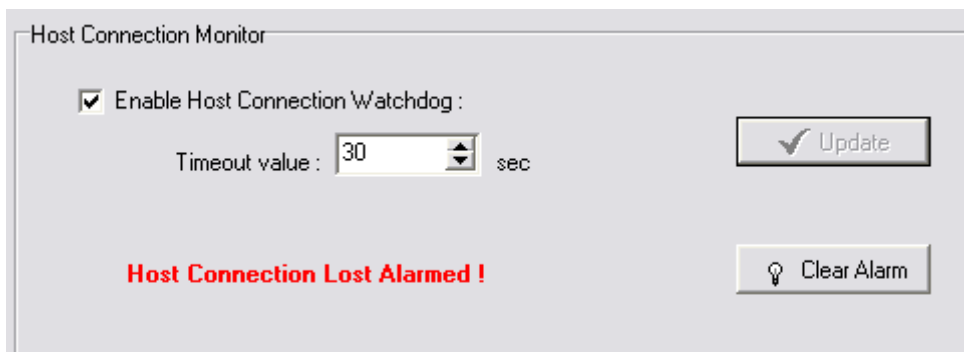 Host Connection Monitor
Enable Host Connection Watchdog :
Timeout value : 30 sec
Update
Host Connection Lost Alarmed !
Clear Alarm